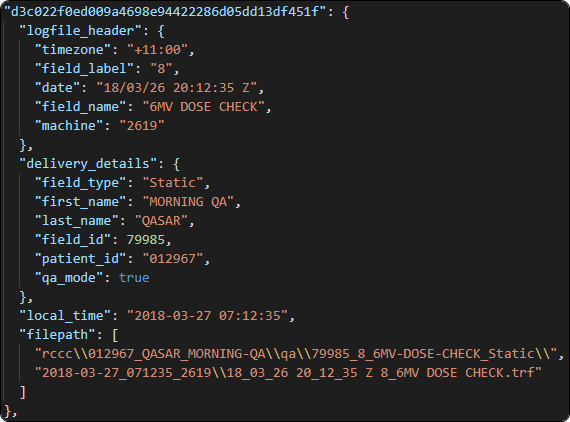 "d3c022f0ed009a4698e94422286d05dd13df451f": {
"logfile_header": {
"timezone": "+11:00",
"field_label": "8",
"date": "18/03/26 20:12:35 Z",
"field_name": "6MV DOSE CHECK",
"machine": "2619"
},
"delivery_details": {
"field_type": "Static",
"first_name": "MORNING QA",
"last_name": "QASAR",
"field_id": 79985,
"patient_id": "012967",
"qa_mode": true
},
"local_time": "2018-03-27 07:12:35",
"filepath": [
"rccc\\012967_QASAR_MORNING-QA\\qa\\79985_8_6MV-DOSE-CHECK_Static\\",
"2018-03-27_071235_2619\\18_03_26 20_12_35 Z 8_6MV DOSE CHECK.trf"
]
},